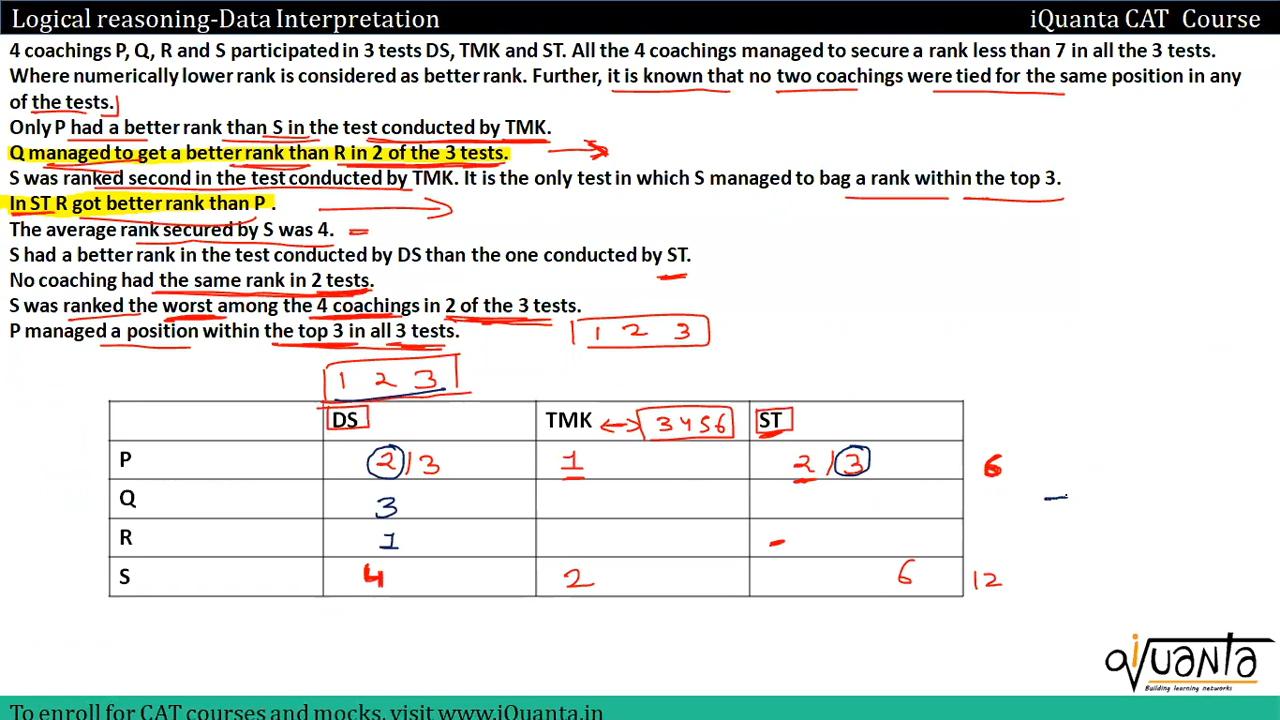 Logical reasoning-Data Interpretation iQuanta CAT Course
4 coachings P, Q, R and S participated in 3 tests DS, TMK and ST. All the 4 coachings managed to secure a rank less than 7 in all the 3 tests.
Where numerically lower rank is considered as better rank. Further, it is known that no two coachings were tied for the same position in any
of the tests.
Only P had a better rank than S in the test conducted by TMK.
Q managed to get a better rank than R in 2 of the 3 tests.
S was ranked second in the test conducted by TMK. It is the only test in which S managed to bag a rank within the top 3.
In ST R got better rank than P .
The average rank secured by S was 4.
S had a better rank in the test conducted by DS than the one conducted by ST.
No coaching had the same rank in 2 tests.
S was ranked the worst among the 4 coachings in 2 of the 3 tests.
P managed a position within the top 3 in all 3 tests.
1 2 3
1 2 3
DS TMK 3 4 5 6 ST
P 2/3 1 2/3 6
Q 3
R 1
S 4 2 6 12
iQuanta
Building learning networks
To enroll for CAT courses and mocks, visit www.iQuanta.in